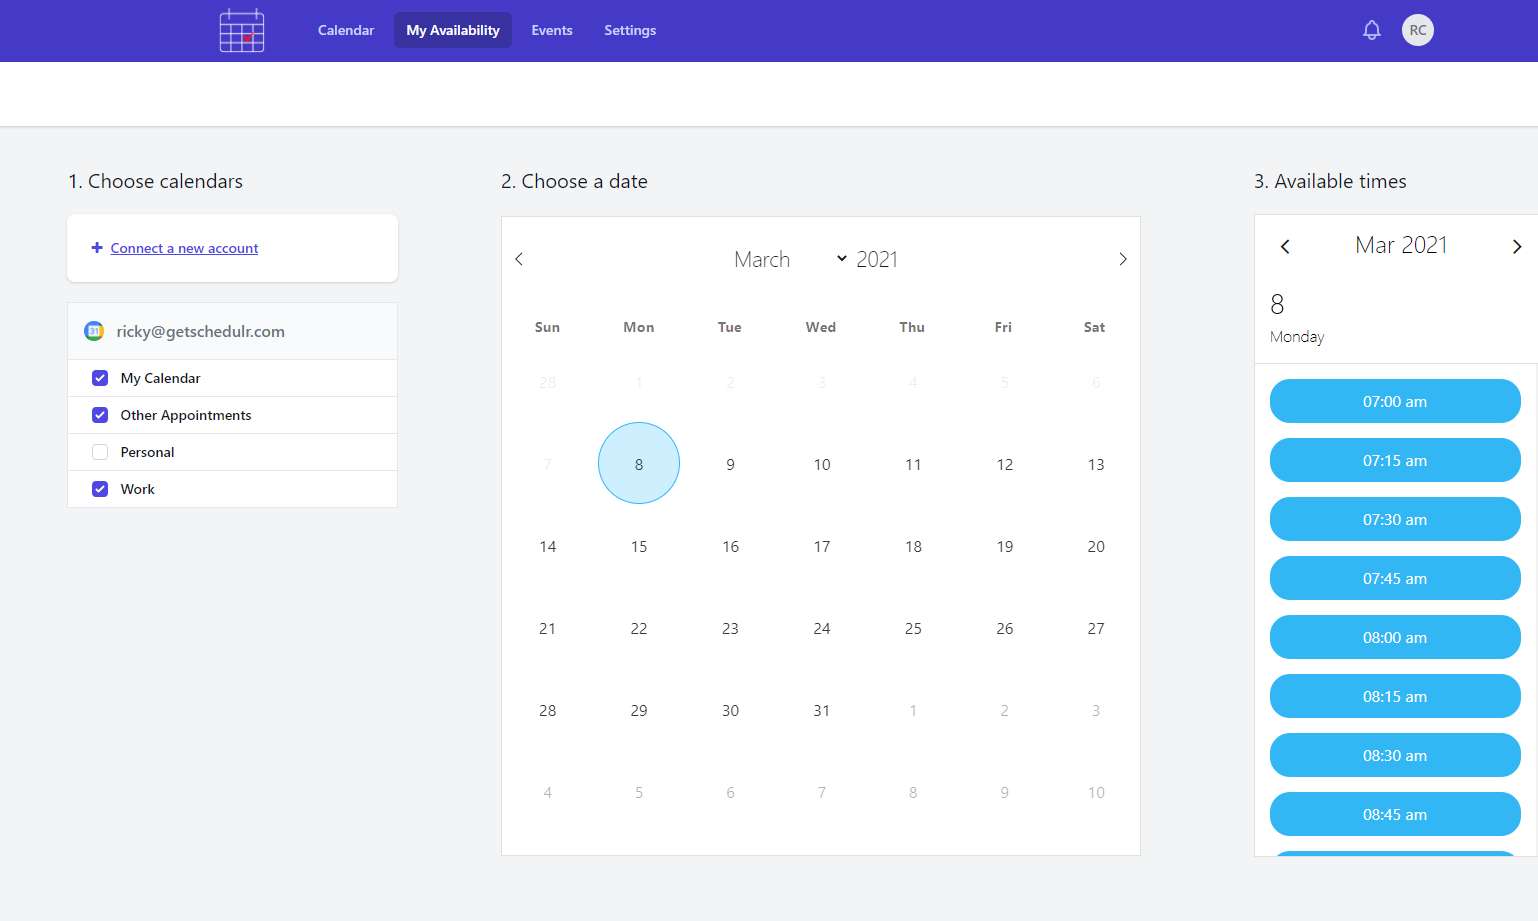 Calendar My Availability Events Settings RC
1. Choose calendars
+ Connect a new account
31 ricky@getschedulr.com
My Calendar
Other Appointments
Personal
Work
2. Choose a date
March 2021
Sun Mon Tue Wed Thu Fri Sat
28 1 2 3 4 5 6
7 8 9 10 11 12 13
14 15 16 17 18 19 20
21 22 23 24 25 26 27
28 29 30 31 1 2 3
4 5 6 7 8 9 10
3. Available times
Mar 2021
8
Monday
07:00 am
07:15 am
07:30 am
07:45 am
08:00 am
08:15 am
08:30 am
08:45 am